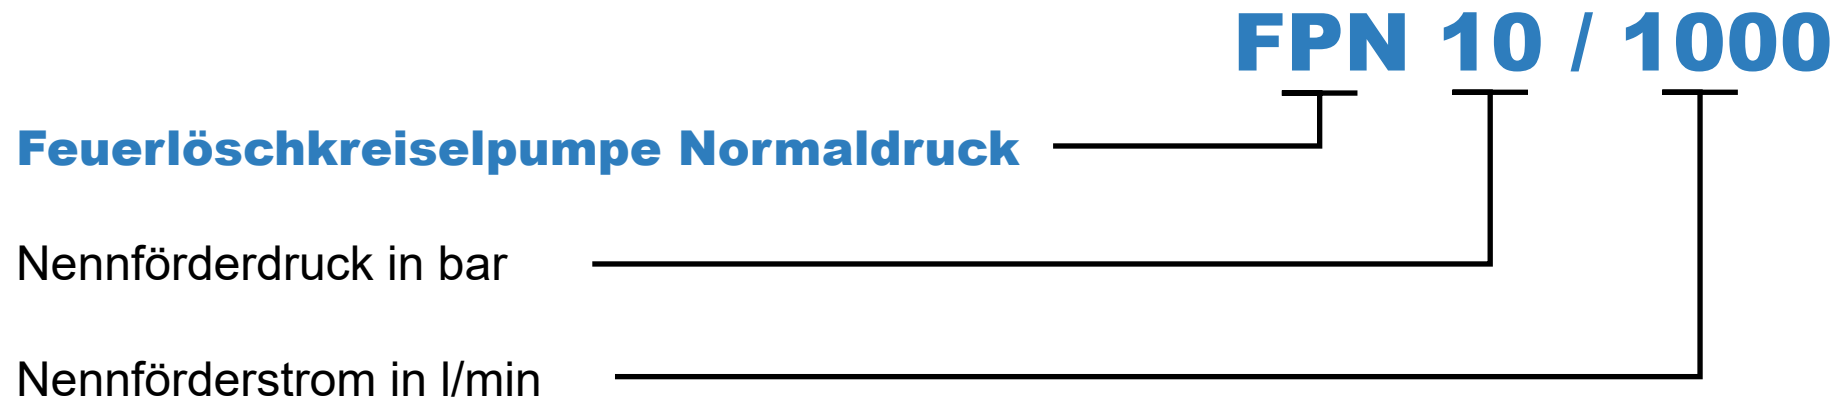 FPN 10 / 1000
Feuerlöschkreiselpumpe Normaldruck
Nennförderdruck in bar
Nennförderstrom in l/min